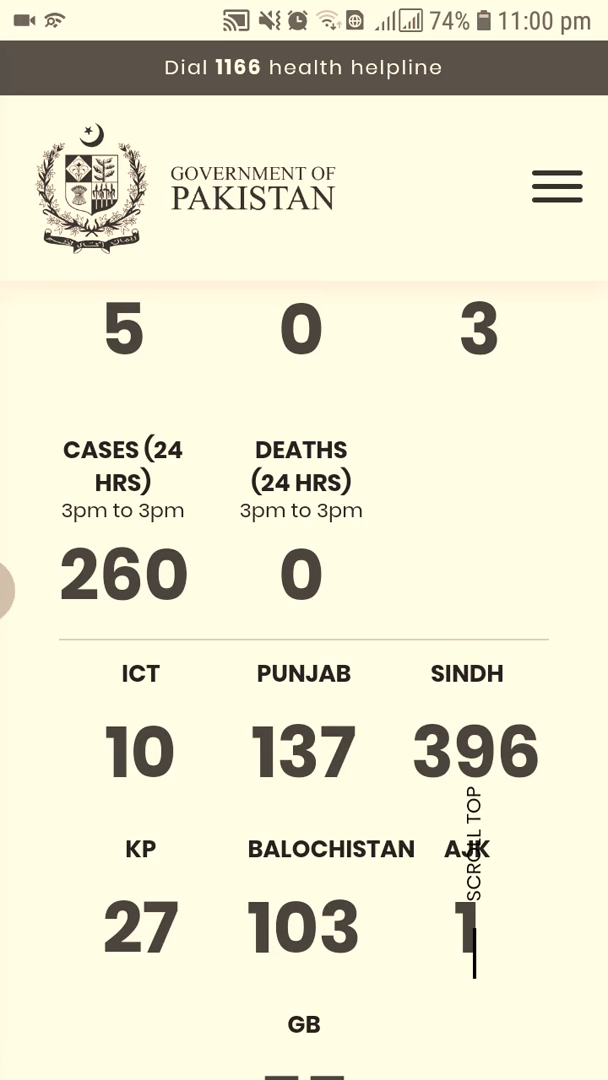 74% 11:00 pm
Dial 1166 health helpline
GOVERNMENT OF
PAKISTAN
5 0 3
CASES (24 HRS) DEATHS (24 HRS)
3pm to 3pm 3pm to 3pm
260 0
ICT PUNJAB SINDH
10 137 396
SCROLL TOP
KP BALOCHISTAN AJK
27 103 1
GB